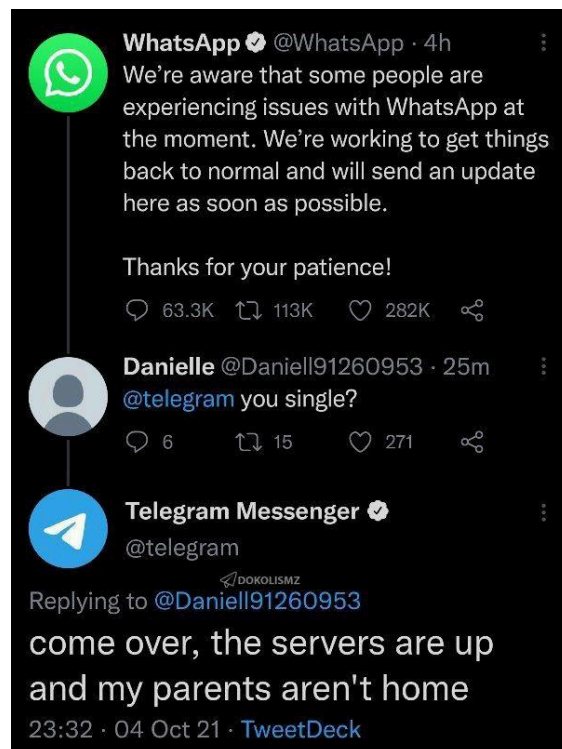 WhatsApp @WhatsApp · 4h
We're aware that some people are
experiencing issues with WhatsApp at
the moment. We're working to get things
back to normal and will send an update
here as soon as possible.
Thanks for your patience!
63.3K 113K 282K
Danielle @Daniell91260953 · 25m
@telegram you single?
6 15 271
Telegram Messenger
@telegram
DOKOLISMZ
Replying to @Daniell91260953
come over, the servers are up
and my parents aren't home
23:32 · 04 Oct 21 · TweetDeck